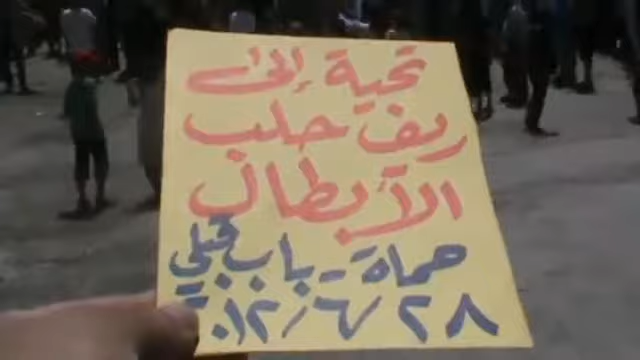 تحية إلى
ريف حلب
الأبطال
حماة - باب قبلي
٢٨/٦/٢٠١٢